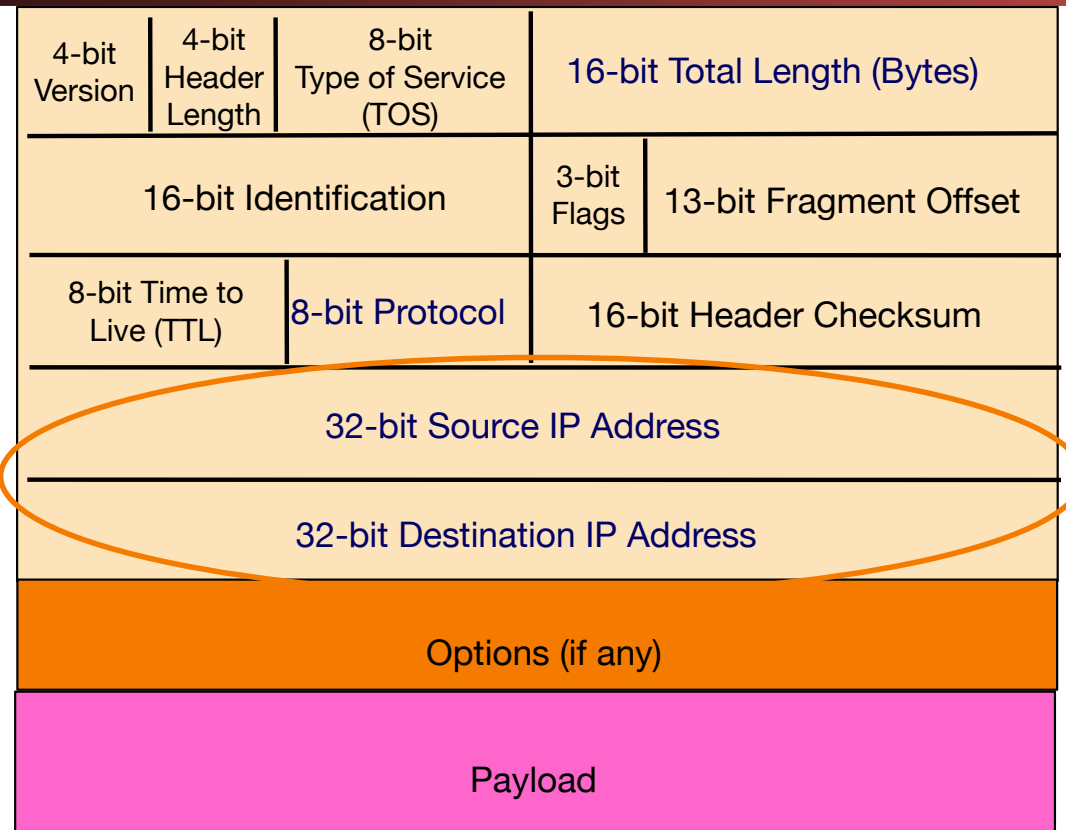 4-bit
Version
4-bit
Header
Length
8-bit
Type of Service
(TOS)
16-bit Total Length (Bytes)
16-bit Identification
3-bit
Flags
13-bit Fragment Offset
8-bit Time to
Live (TTL)
8-bit Protocol
16-bit Header Checksum
32-bit Source IP Address
32-bit Destination IP Address
Options (if any)
Payload